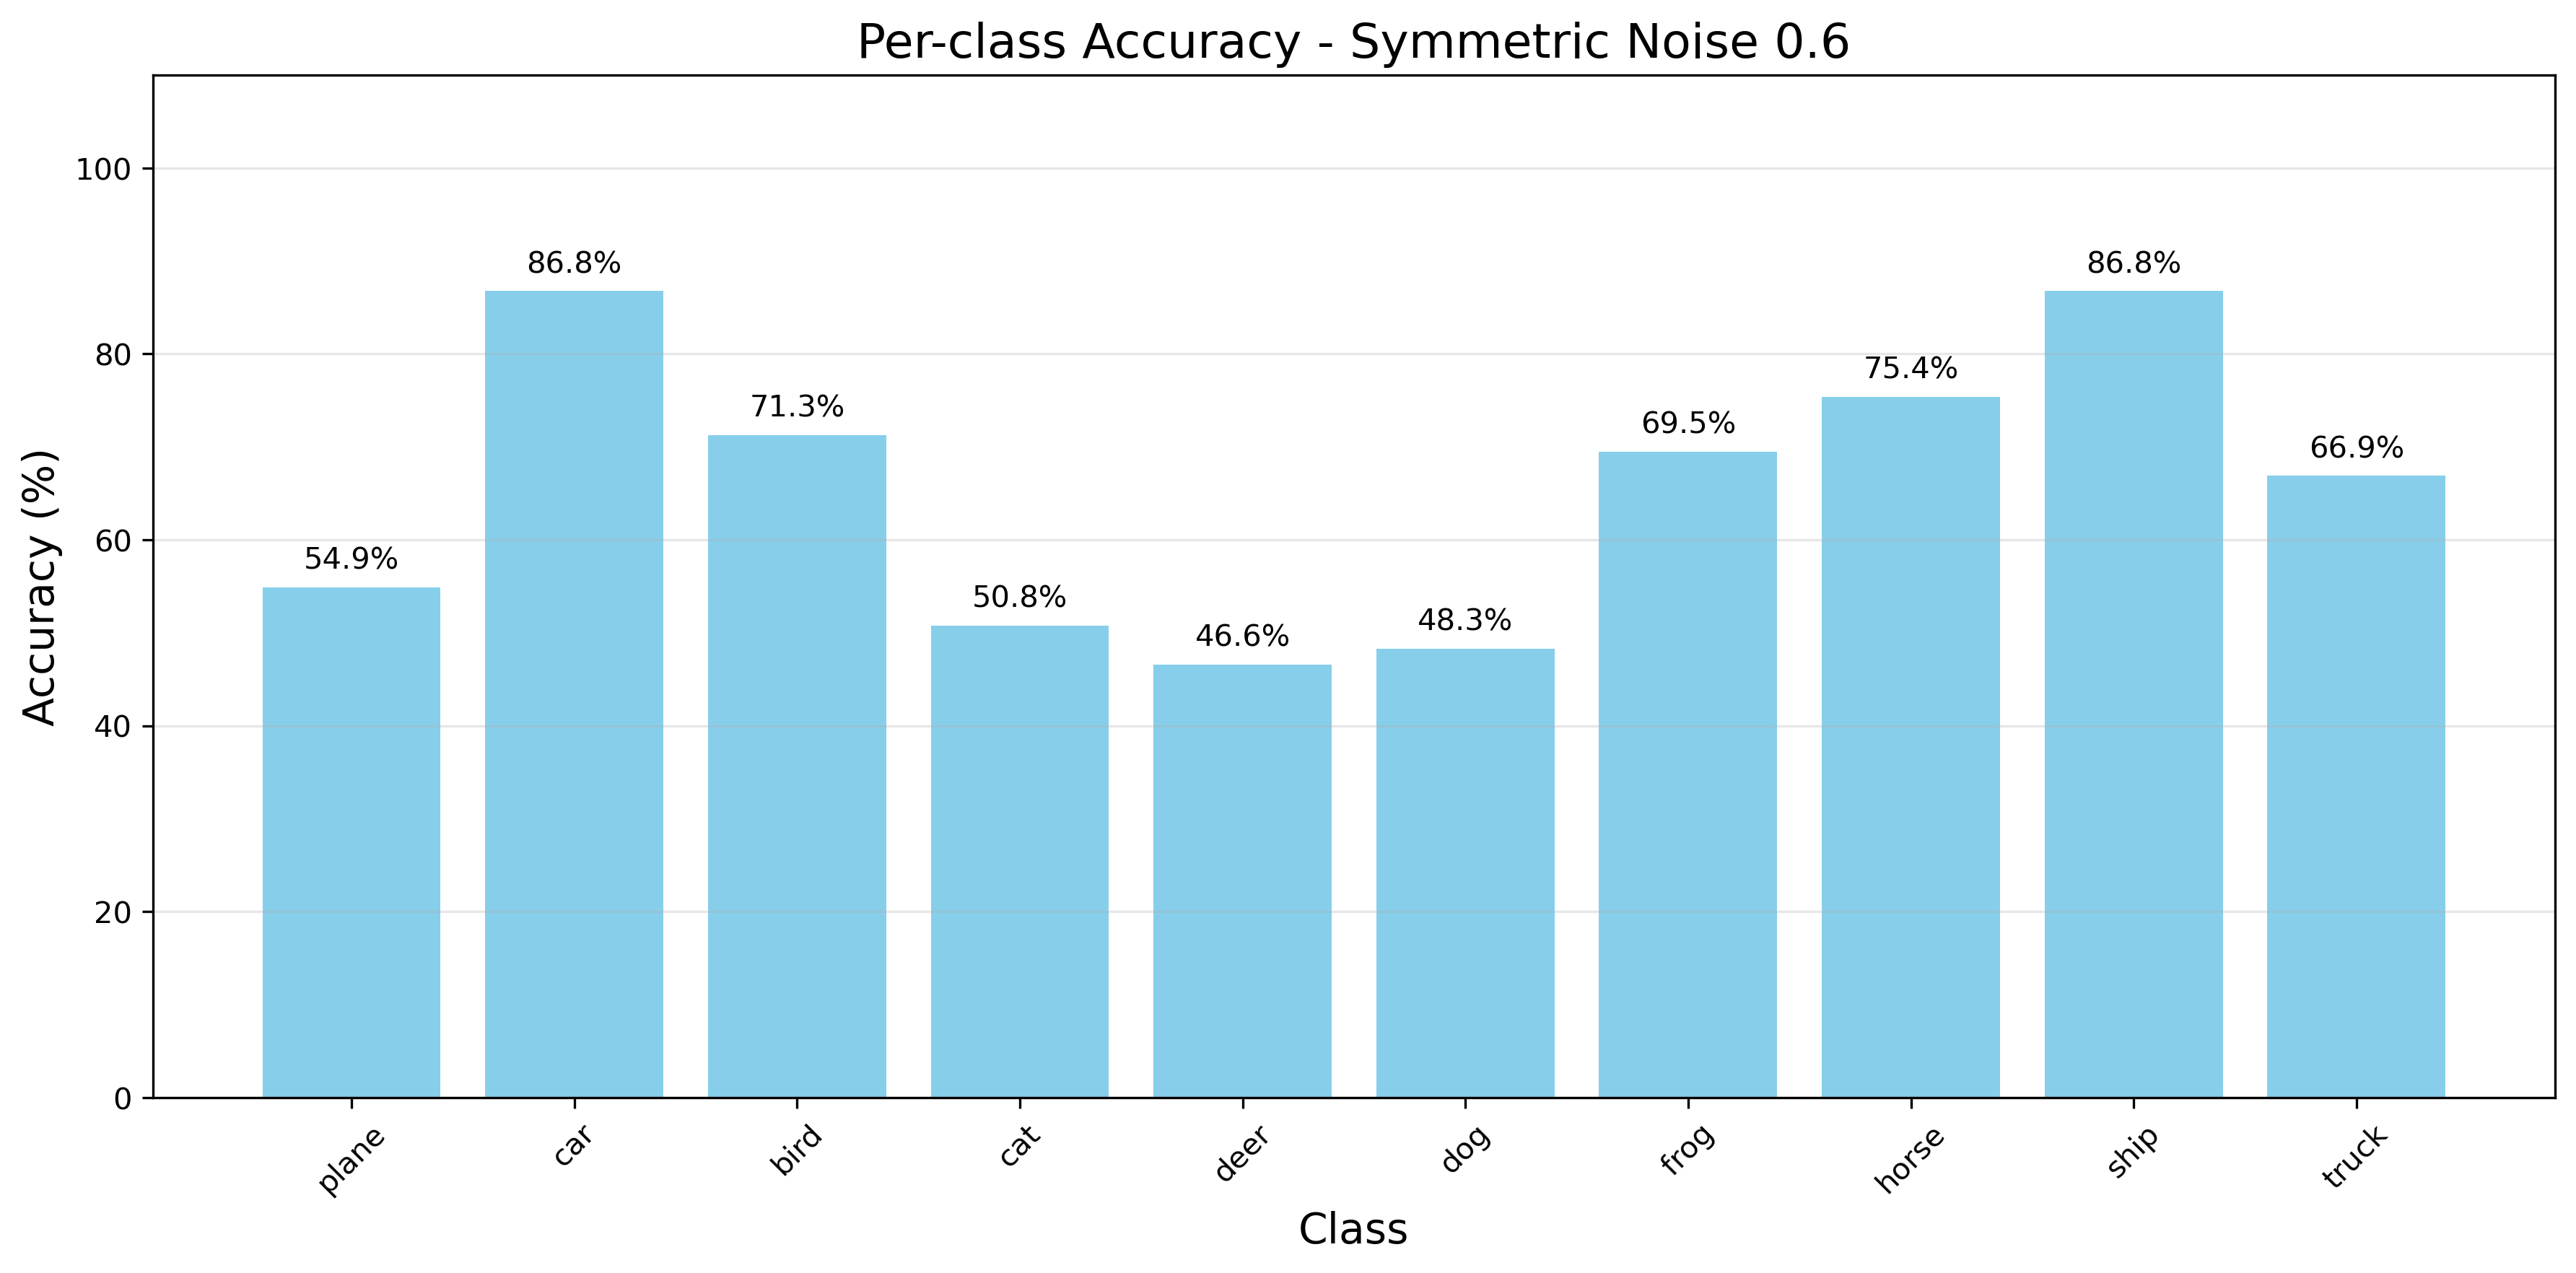 Per-class Accuracy - Symmetric Noise 0.6
Accuracy (%)
100
80
60
40
20
0
54.9%
86.8%
71.3%
50.8%
46.6%
48.3%
69.5%
75.4%
86.8%
66.9%
plane
car
bird
cat
deer
dog
frog
horse
ship
truck
Class